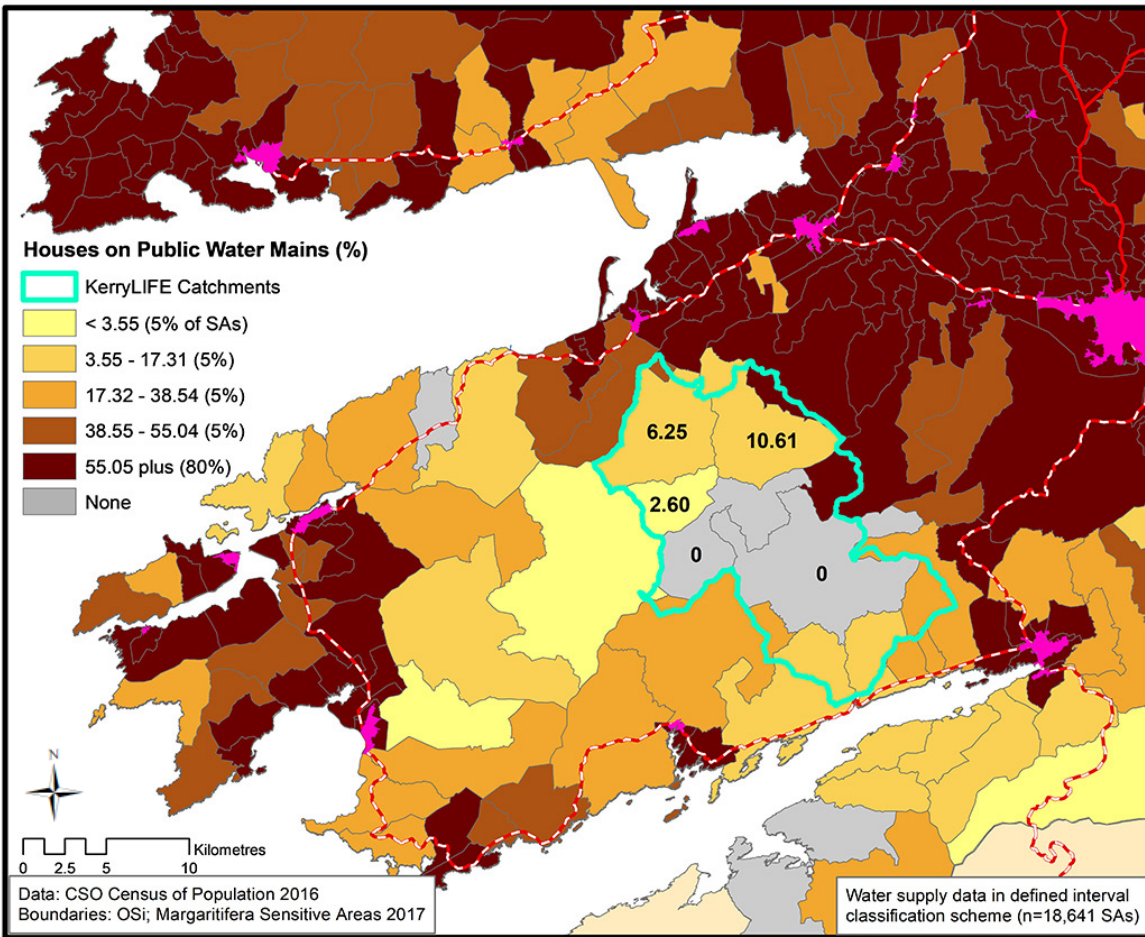 Houses on Public Water Mains (%)
KerryLIFE Catchments
< 3.55 (5% of SAs)
3.55 - 17.31 (5%)
17.32 - 38.54 (5%)
38.55 - 55.04 (5%)
55.05 plus (80%)
None
6.25
10.61
2.60
0
0
N
0 2.5 5 10 Kilometres
Data: CSO Census of Population 2016
Boundaries: OSi; Margaritifera Sensitive Areas 2017
Water supply data in defined interval
classification scheme (n=18,641 SAs)